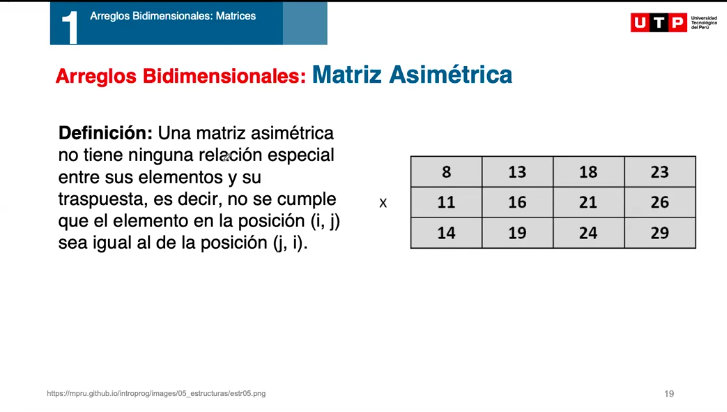 1
Arreglos Bidimensionales: Matrices
UTP
Universidad
Tecnológica
del Perú
Arreglos Bidimensionales: Matriz Asimétrica
Definición: Una matriz asimétrica
no tiene ninguna relación especial
entre sus elementos y su
traspuesta, es decir, no se cumple
que el elemento en la posición (i, j)
sea igual al de la posición (j, i).
x
8 13 18 23
11 16 21 26
14 19 24 29
https://mpru.github.io/introprog/images/05_estructuras/estr05.png
19